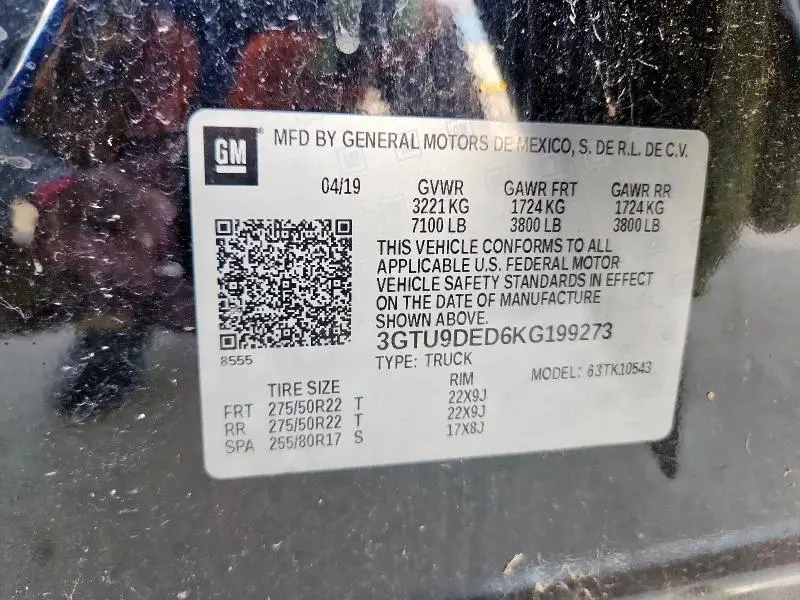 GM
MFD BY GENERAL MOTORS DE MEXICO, S. DE R.L. DE C.V.
04/19 GVWR GAWR FRT GAWR RR
3221 KG 1724 KG 1724 KG
7100 LB 3800 LB 3800 LB
THIS VEHICLE CONFORMS TO ALL
APPLICABLE U.S. FEDERAL MOTOR
VEHICLE SAFETY STANDARDS IN EFFECT
ON THE DATE OF MANUFACTURE
SHOWN ABOVE.
3GTU9DED6KG199273
8555
TYPE: TRUCK
MODEL: 63TK10543
TIRE SIZE RIM
FRT 275/50R22 T 22X9J
RR 275/50R22 T 22X9J
SPA 255/80R17 S 17X8J